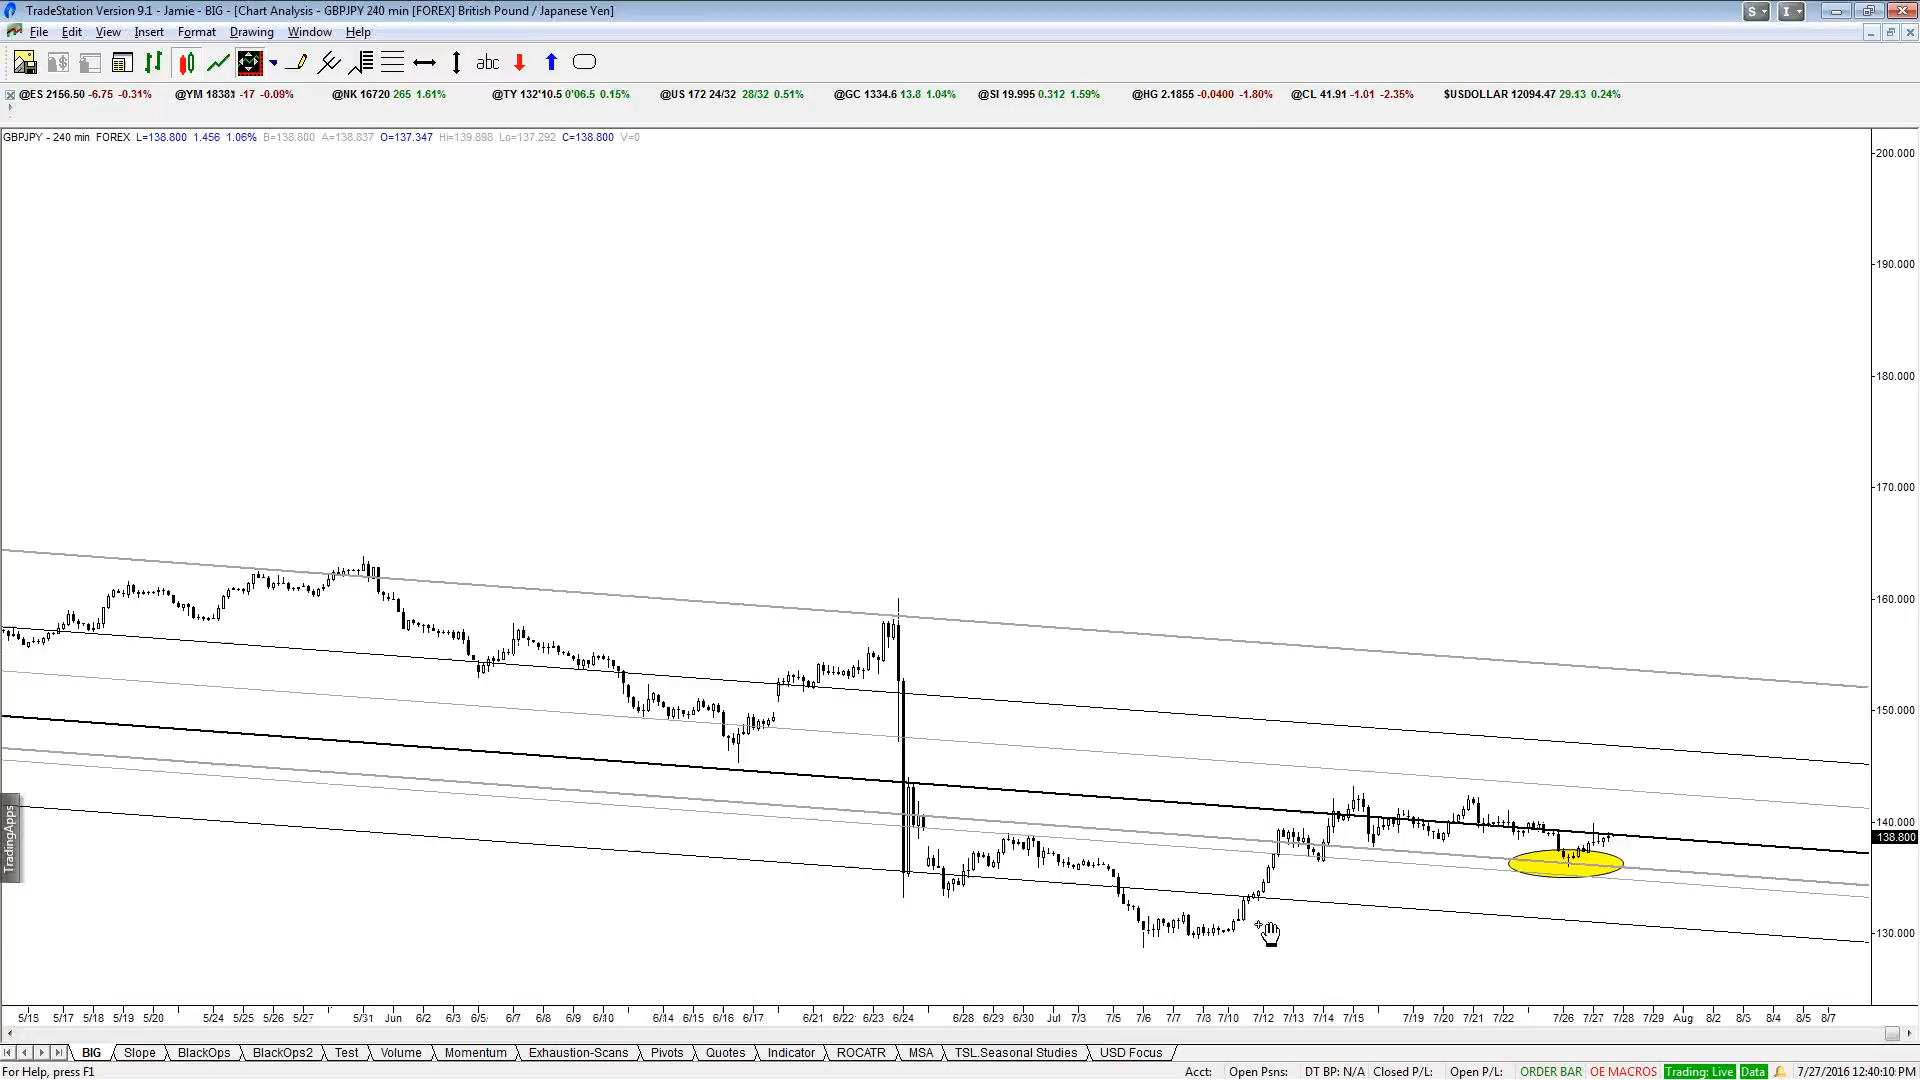 TradeStation Version 9.1 - Jamie - BIG - [Chart Analysis - GBPJPY 240 min [FOREX] British Pound / Japanese Yen]
S I
File Edit View Insert Format Drawing Window Help
abc
@ES 2156.50 -6.75 -0.31% @YM -17 -0.09% @NK 16720 265 1.61% @TY 132'10.5 0'06.5 0.15% @US 172 24/32 28/32 0.51% @GC 1334.6 13.8 1.04% @SI 19.995 0.312 1.59% @HG 2.1855 -0.0400 -1.80% @CL 41.91 -1.01 -2.35% $USDOLLAR 12094.47 29.13 0.24%
GBPJPY - 240 min FOREX L=138.800 1.456 1.06% B=138.800 A=138.837 O=137.347 Hi=139.898 Lo=137.292 C=138.800 V=0
200.000
190.000
180.000
170.000
160.000
150.000
140.000
138.800
130.000
TradingApps
5/15 5/17 5/18 5/19 5/20 5/24 5/25 5/26 5/27 5/31 Jun 6/2 6/3 6/5 6/7 6/8 6/9 6/10 6/14 6/15 6/16 6/17 6/21 6/22 6/23 6/24 6/28 6/29 6/30 Jul 7/3 7/5 7/6 7/7 7/8 7/10 7/12 7/13 7/14 7/15 7/19 7/20 7/21 7/22 7/26 7/27 7/28 7/29 Aug 8/2 8/3 8/4 8/5 8/7
BIG Slope BlackOps BlackOps2 Test Volume Momentum Exhaustion-Scans Pivots Quotes Indicator ROCATR MSA TSL.Seasonal Studies USD Focus
For Help, press F1 Acct: Open Psns: DT BP: N/A Closed P/L: Open P/L: ORDER BAR OE MACROS Trading: Live Data 7/27/2016 12:40:10 PM